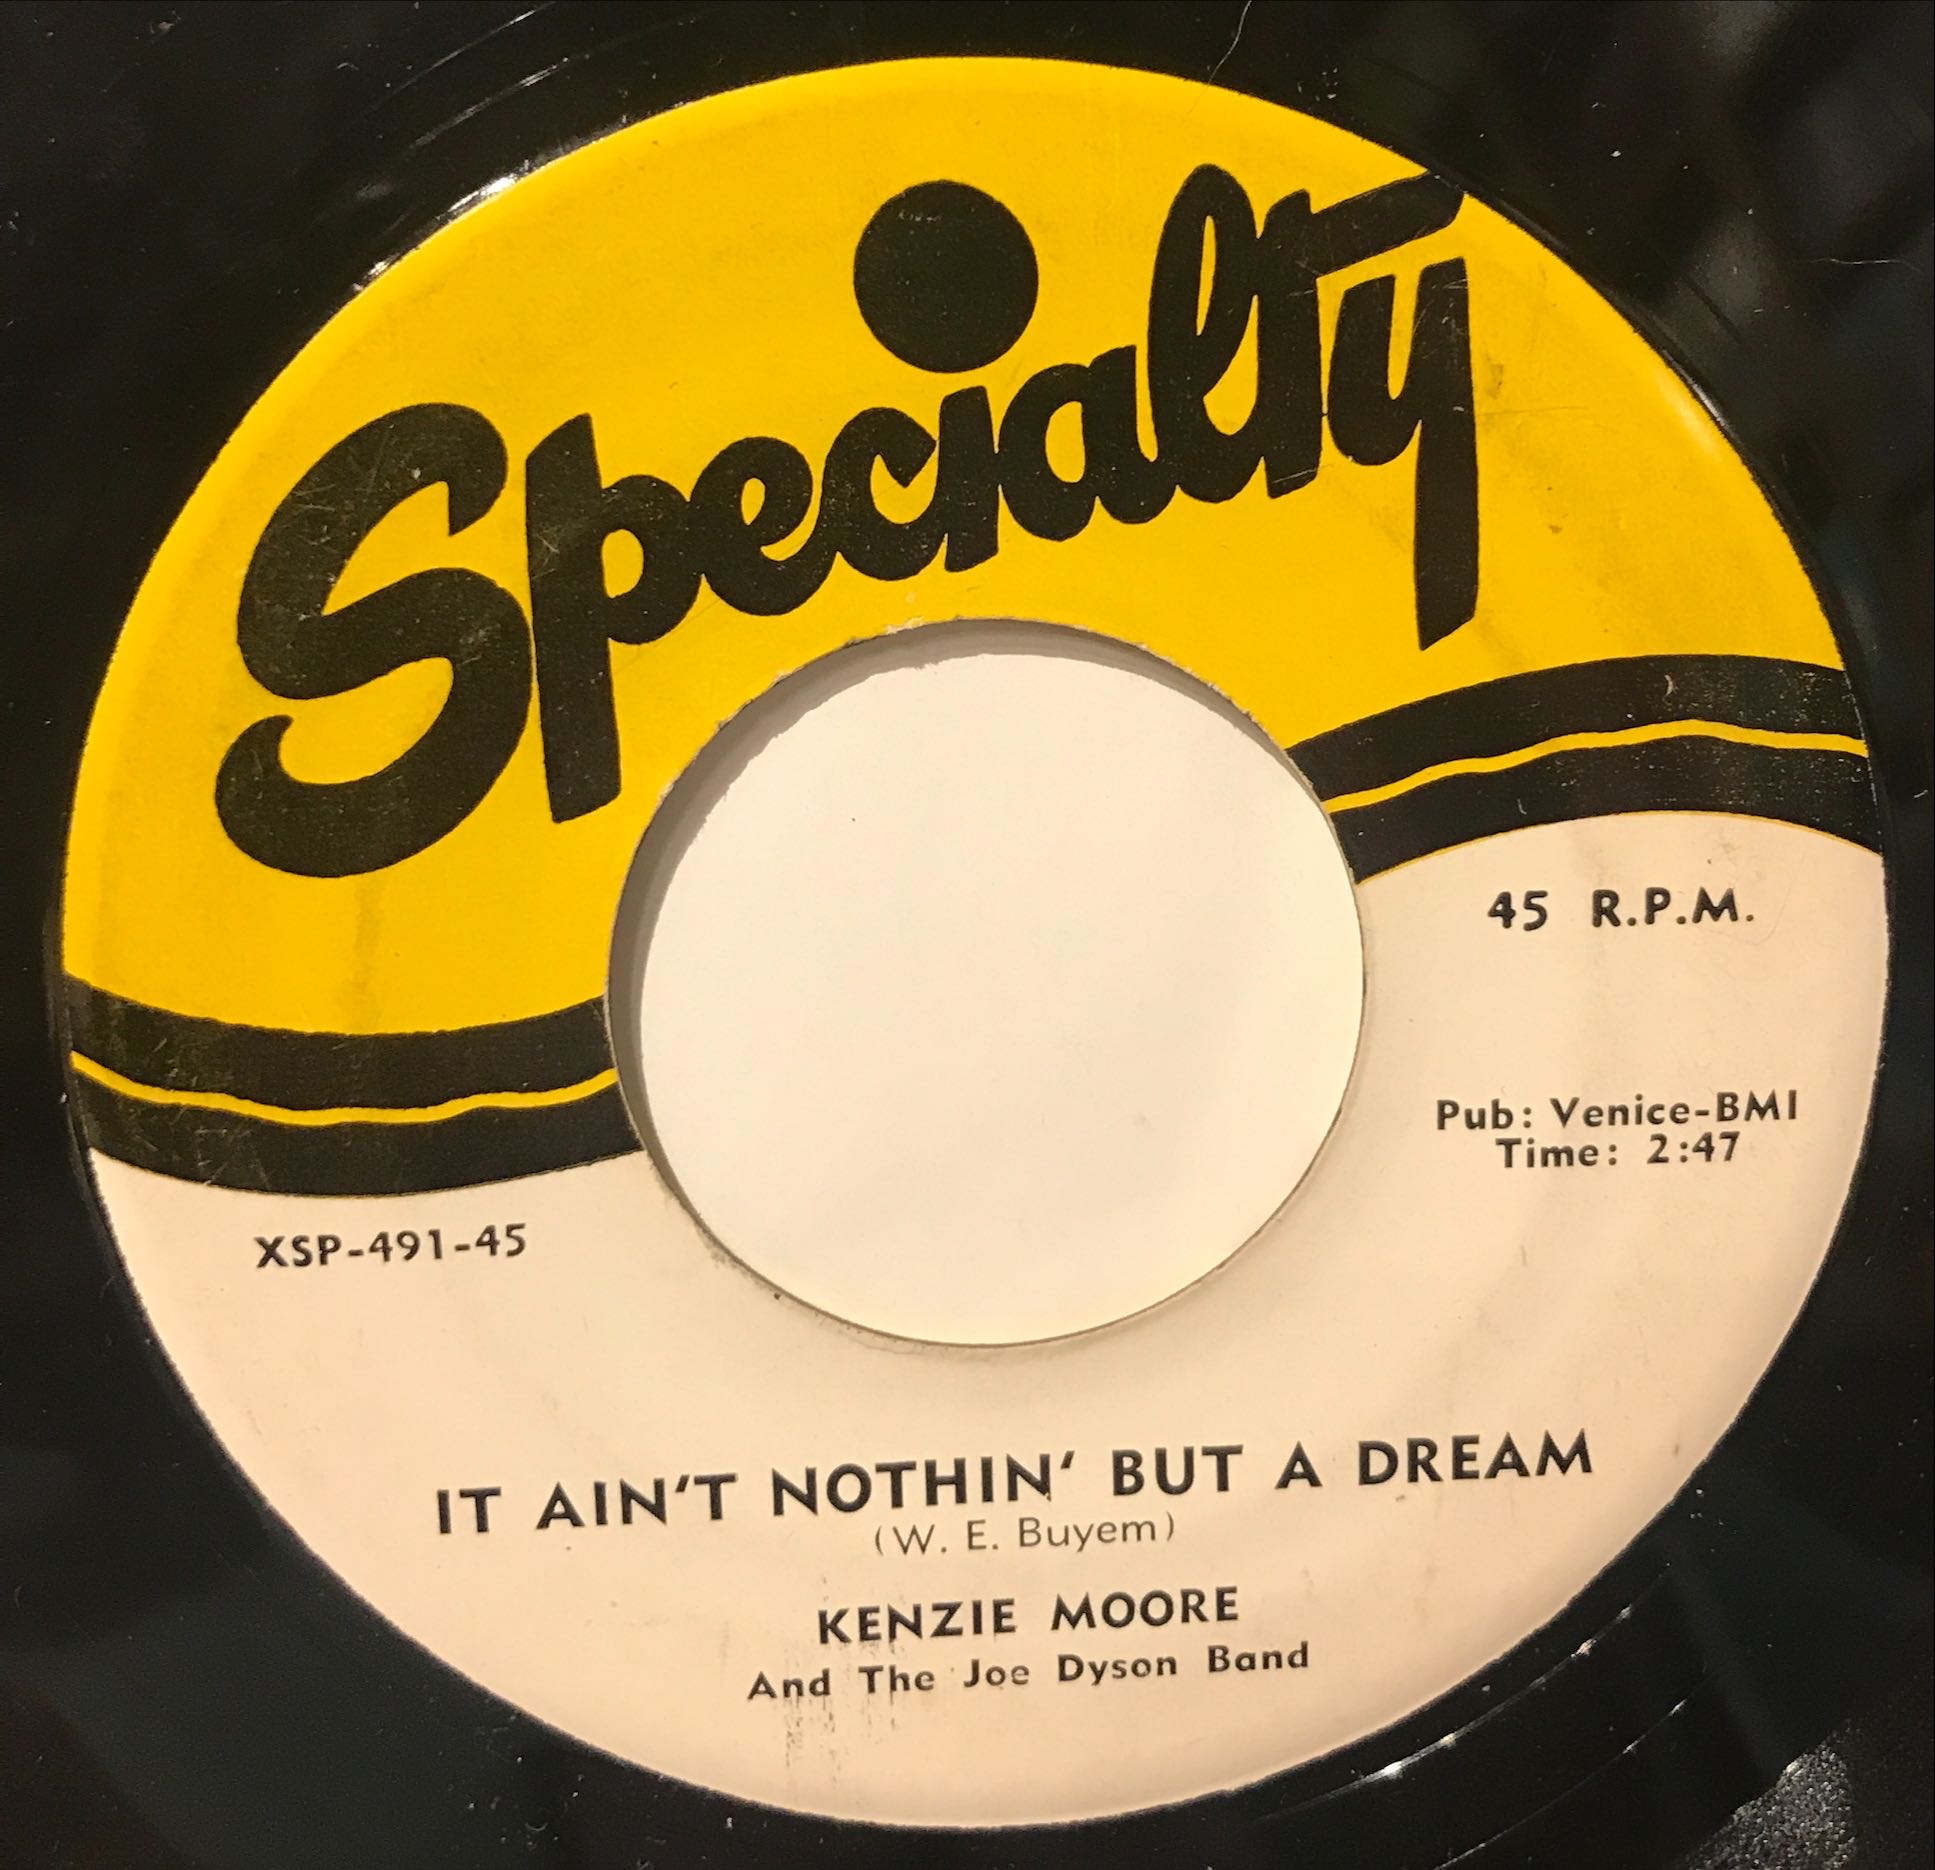 Specialty
45 R.P.M.
Pub: Venice-BMI
Time: 2:47
XSP-491-45
IT AIN'T NOTHIN' BUT A DREAM
(W. E. Buyem)
KENZIE MOORE
And The Joe Dyson Band